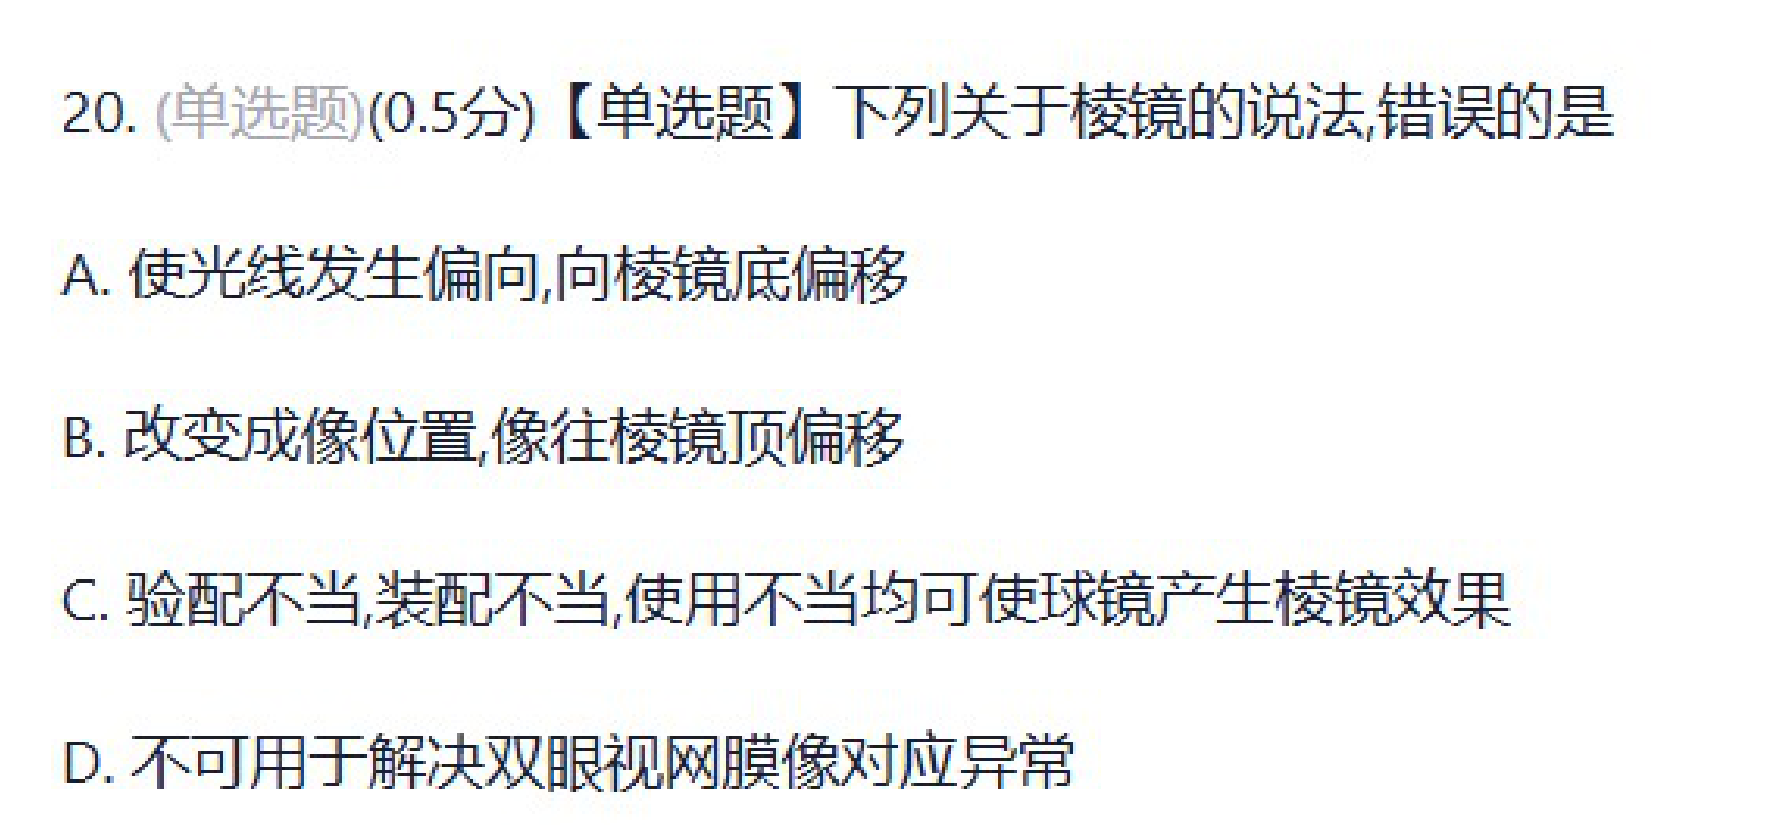 20. (单选题)(0.5分)【单选题】下列关于棱镜的说法,错误的是
A. 使光线发生偏向,向棱镜底偏移
B. 改变成像位置,像往棱镜顶偏移
C. 验配不当,装配不当,使用不当均可使球镜产生棱镜效果
D. 不可用于解决双眼视网膜像对应异常